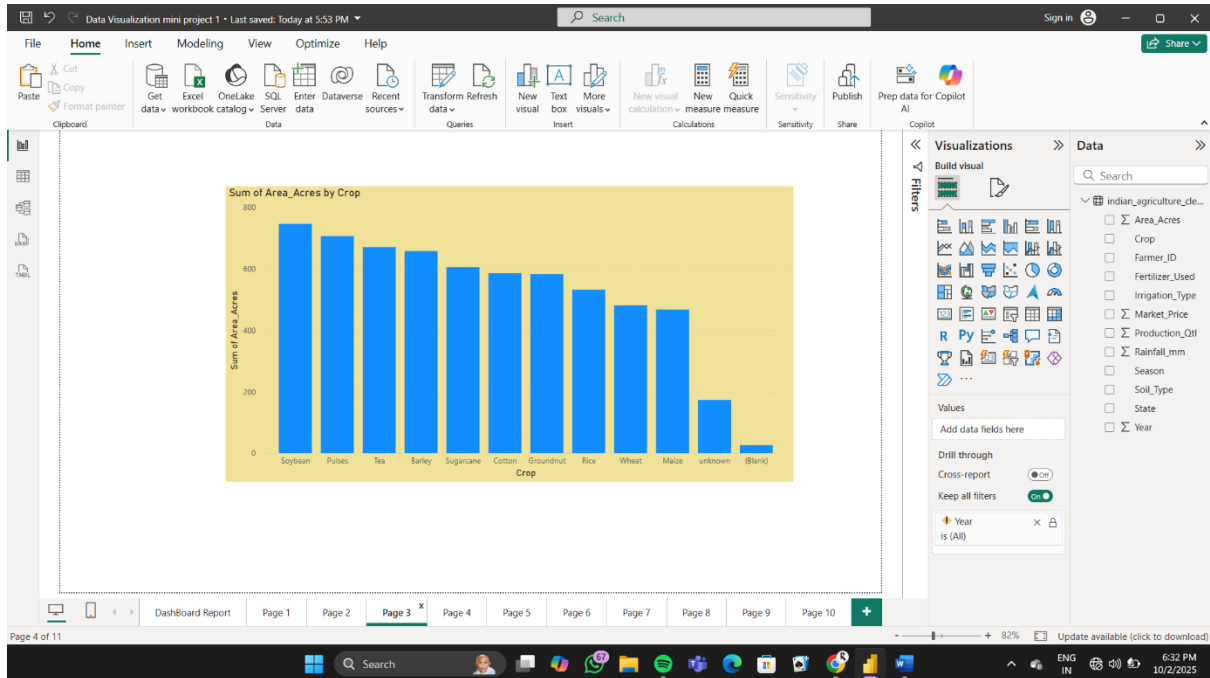 Data Visualization mini project 1 • Last saved: Today at 5:53 PM
Search
Sign in
File Home Insert Modeling View Optimize Help
Share
Paste
Cut
Copy
Format painter
Clipboard
Get data
Excel workbook
OneLake catalog
SQL Server
Enter data
Dataverse
Recent sources
Data
Transform data
Refresh
Queries
New visual
Text box
More visuals
Insert
New visual calculation
New measure
Quick measure
Calculations
Sensitivity
Sensitivity
Publish
Share
Prep data for AI
Copilot
Copilot
DAX
TMDL
Sum of Area_Acres by Crop
800
600
400
200
0
Sum of Area_Acres
Soybean Pulses Tea Barley Sugarcane Cotton Groundnut Rice Wheat Maize unknown (Blank)
Crop
Filters
Visualizations
Build visual
123
R Py
...
Values
Add data fields here
Drill through
Cross-report
Off
Keep all filters
On
Year
is (All)
Data
Search
indian_agriculture_cle...
Area_Acres
Crop
Farmer_ID
Fertilizer_Used
Irrigation_Type
Market_Price
Production_Qtl
Rainfall_mm
Season
Soil_Type
State
Year
DashBoard Report Page 1 Page 2 Page 3 x Page 4 Page 5 Page 6 Page 7 Page 8 Page 9 Page 10
Page 4 of 11
82%
Update available (click to download)
Search
67
ENG
IN
6:32 PM
10/2/2025